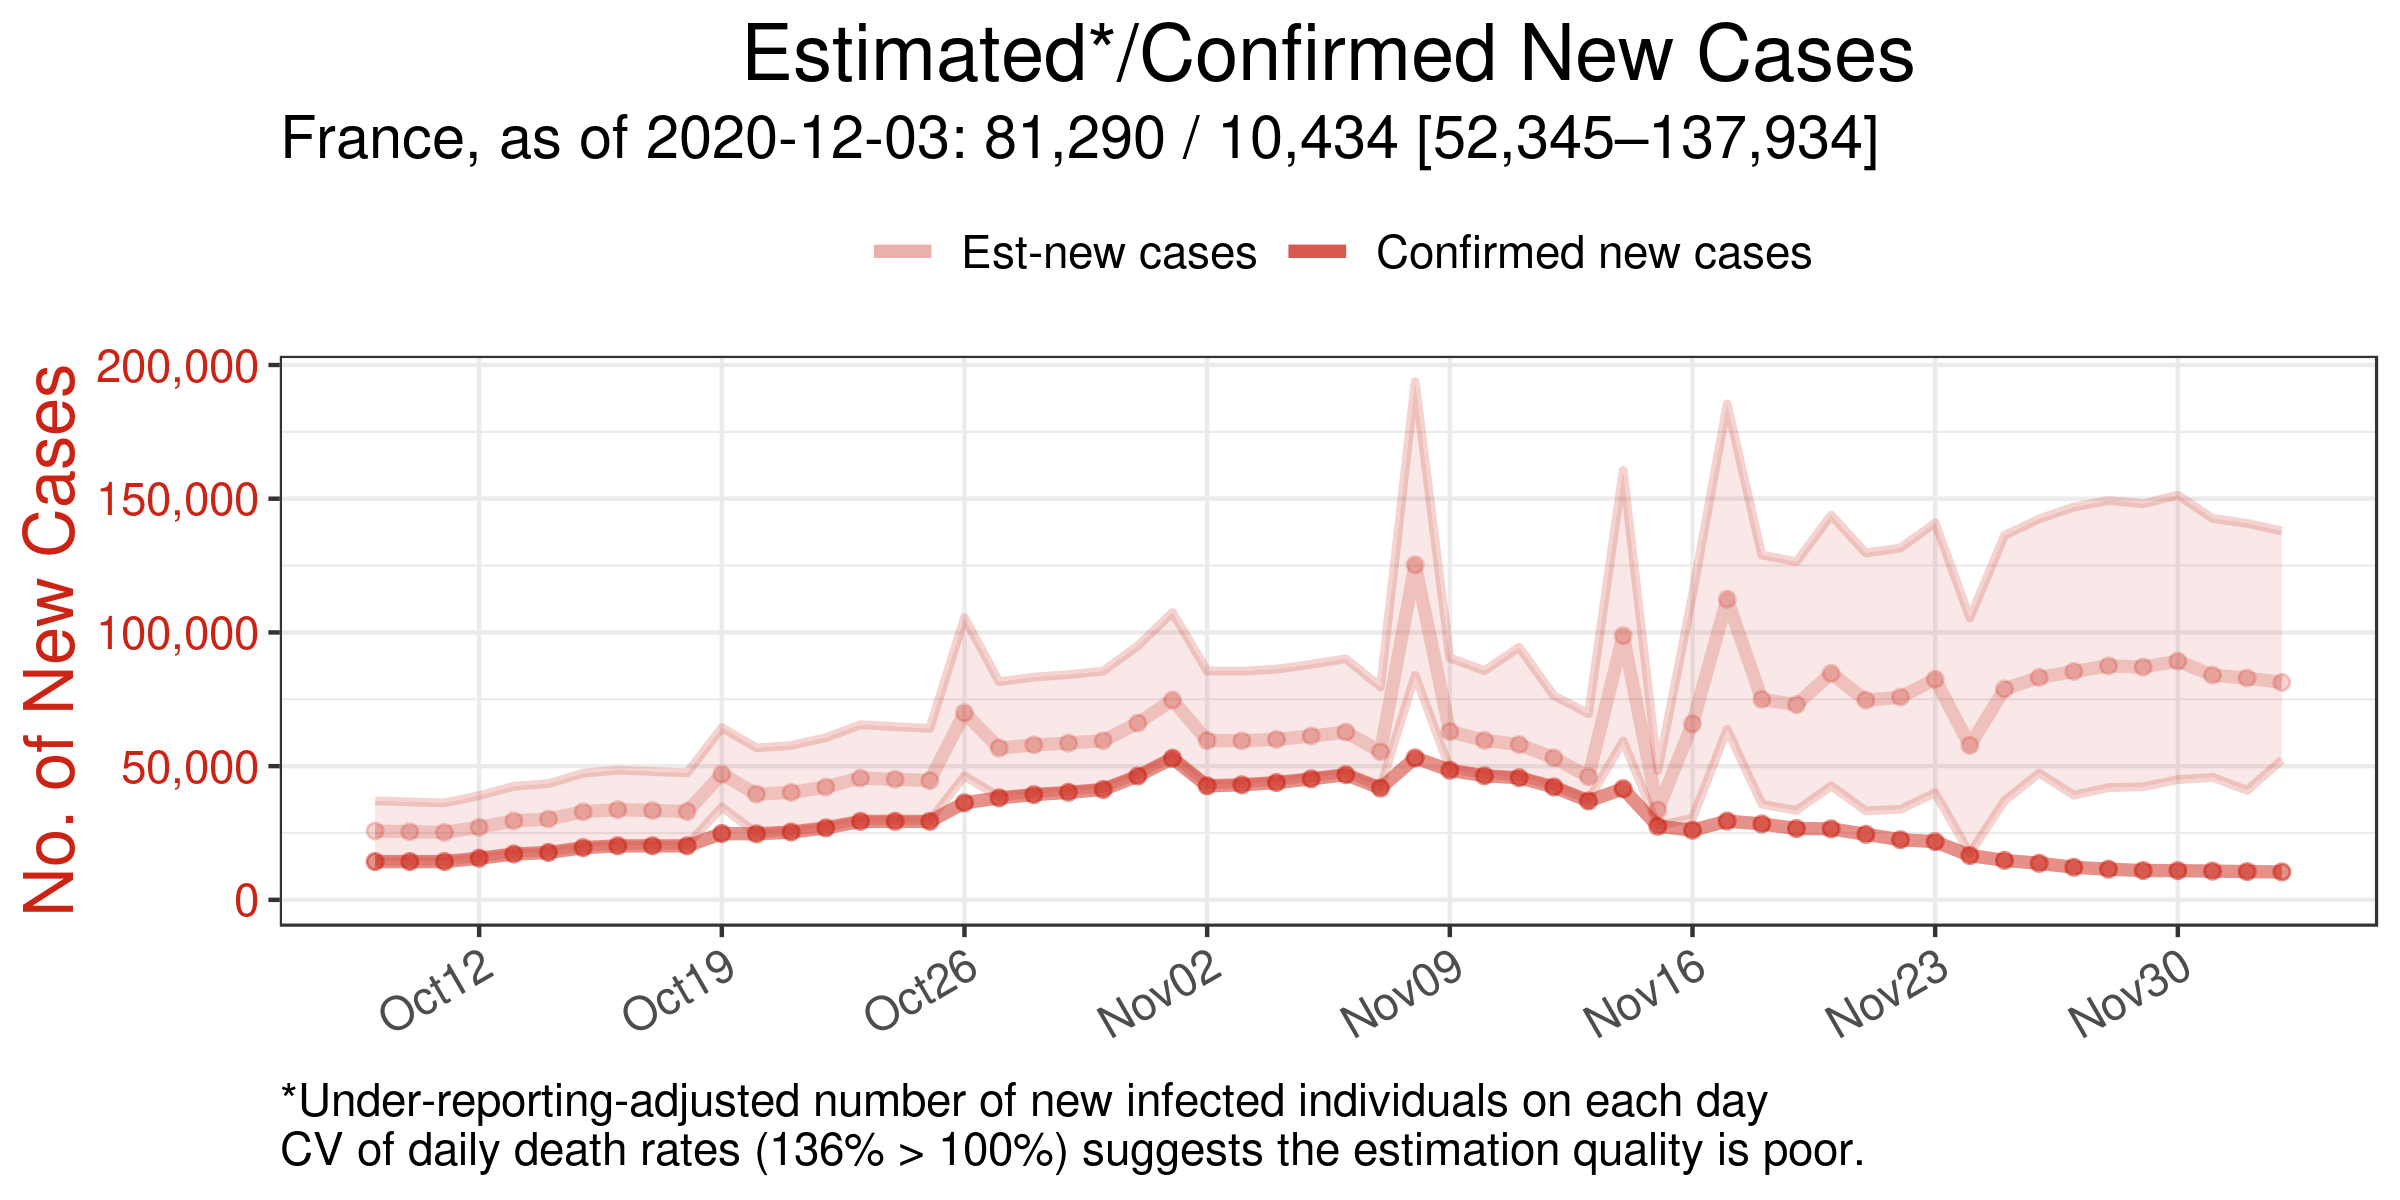 Estimated*/Confirmed New Cases
France, as of 2020-12-03: 81,290 / 10,434 [52,345–137,934]
Est-new cases Confirmed new cases
No. of New Cases
200,000
150,000
100,000
50,000
0
Oct12 Oct19 Oct26 Nov02 Nov09 Nov16 Nov23 Nov30
*Under-reporting-adjusted number of new infected individuals on each day
CV of daily death rates (136% > 100%) suggests the estimation quality is poor.